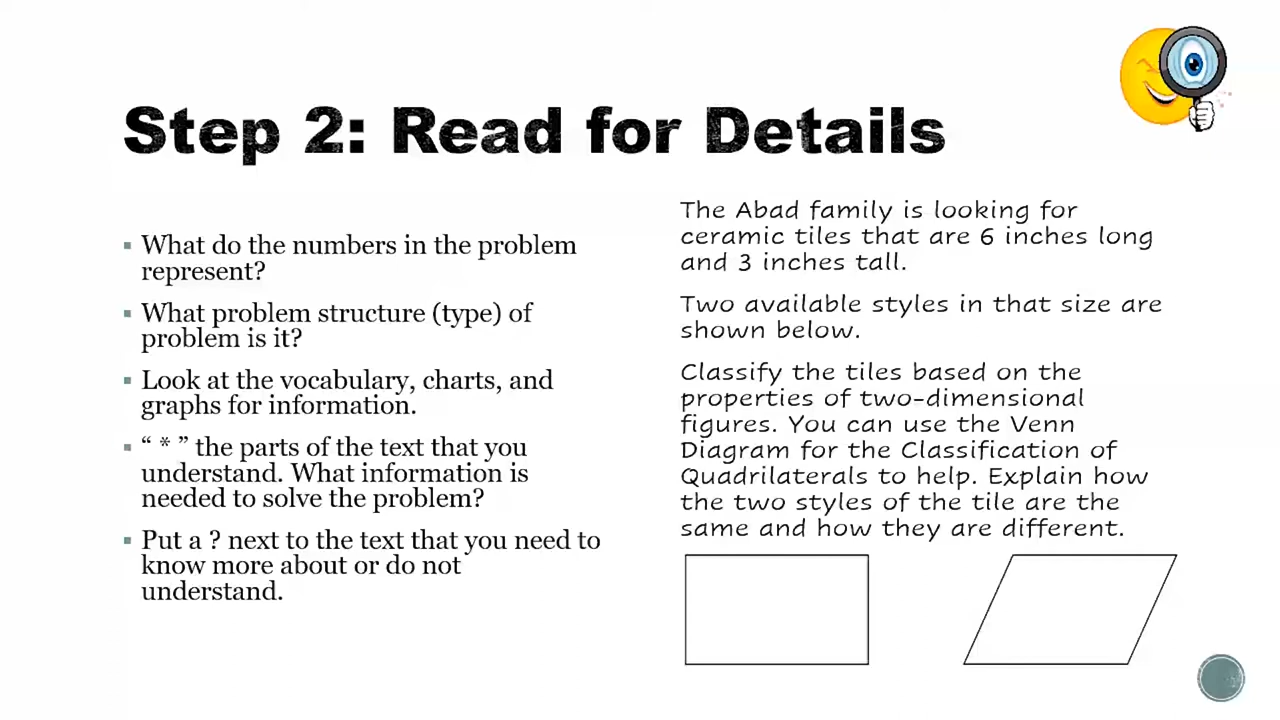 Step 2: Read for Details
▪ What do the numbers in the problem
represent?
▪ What problem structure (type) of
problem is it?
▪ Look at the vocabulary, charts, and
graphs for information.
▪ “ * ” the parts of the text that you
understand. What information is
needed to solve the problem?
▪ Put a ? next to the text that you need to
know more about or do not
understand.
The Abad family is looking for
ceramic tiles that are 6 inches long
and 3 inches tall.
Two available styles in that size are
shown below.
Classify the tiles based on the
properties of two-dimensional
figures. You can use the Venn
Diagram for the Classification of
Quadrilaterals to help. Explain how
the two styles of the tile are the
same and how they are different.